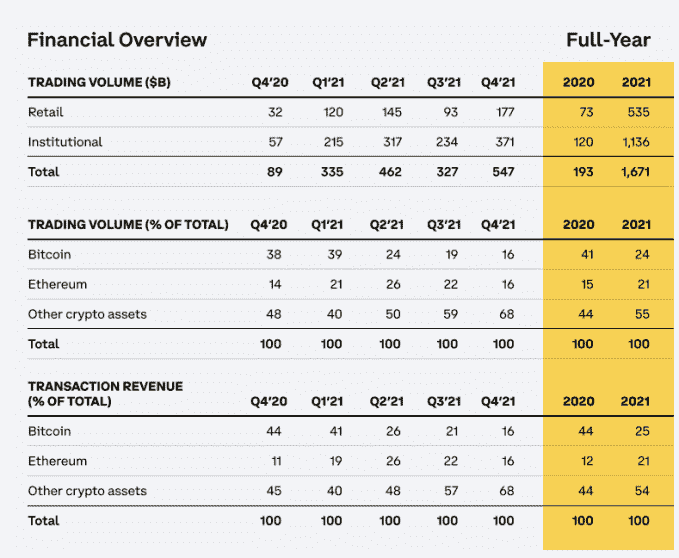 Financial Overview Full-Year
TRADING VOLUME ($B) Q4'20 Q1'21 Q2'21 Q3'21 Q4'21 2020 2021
Retail 32 120 145 93 177 73 535
Institutional 57 215 317 234 371 120 1,136
Total 89 335 462 327 547 193 1,671
TRADING VOLUME (% OF TOTAL) Q4'20 Q1'21 Q2'21 Q3'21 Q4'21 2020 2021
Bitcoin 38 39 24 19 16 41 24
Ethereum 14 21 26 22 16 15 21
Other crypto assets 48 40 50 59 68 44 55
Total 100 100 100 100 100 100 100
TRANSACTION REVENUE
(% OF TOTAL) Q4'20 Q1'21 Q2'21 Q3'21 Q4'21 2020 2021
Bitcoin 44 41 26 21 16 44 25
Ethereum 11 19 26 22 16 12 21
Other crypto assets 45 40 48 57 68 44 54
Total 100 100 100 100 100 100 100